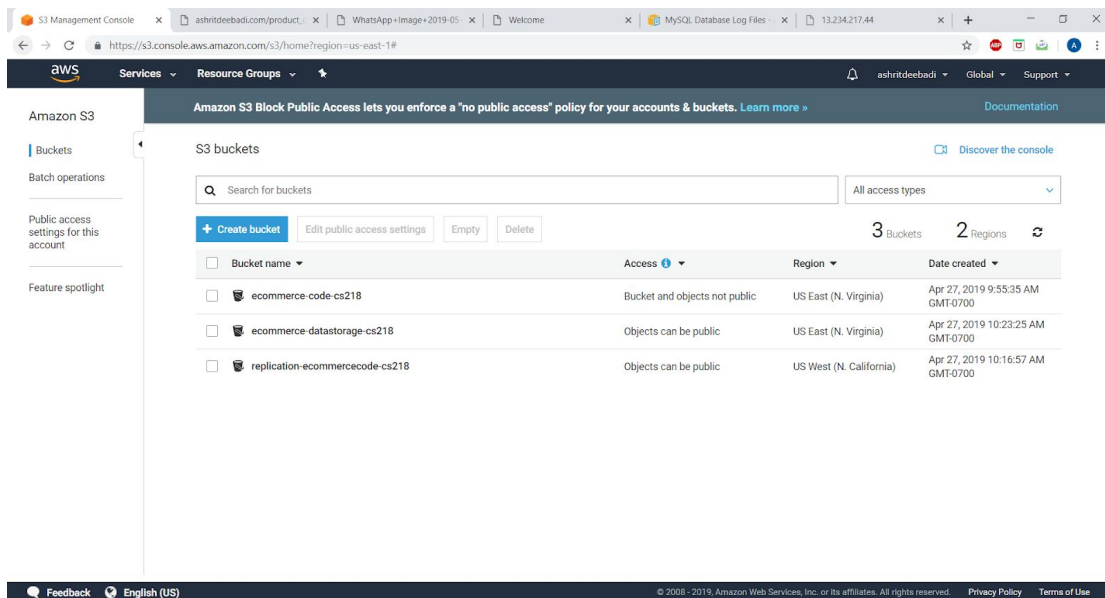 S3 Management Console
ashritdeebadi.com/product_
WhatsApp+Image+2019-05
Welcome
MySQL Database Log Files -
13.234.217.44
https://s3.console.aws.amazon.com/s3/home?region=us-east-1#
ABP
A
aws
Services
Resource Groups
ashritdeebadi
Global
Support
Amazon S3
Amazon S3 Block Public Access lets you enforce a "no public access" policy for your accounts & buckets. Learn more »
Documentation
Buckets
Batch operations
Public access
settings for this
account
Feature spotlight
S3 buckets
Discover the console
Search for buckets
All access types
+ Create bucket
Edit public access settings
Empty
Delete
3 Buckets
2 Regions
Bucket name
Access
Region
Date created
ecommerce-code-cs218
Bucket and objects not public
US East (N. Virginia)
Apr 27, 2019 9:55:35 AM
GMT-0700
ecommerce-datastorage-cs218
Objects can be public
US East (N. Virginia)
Apr 27, 2019 10:23:25 AM
GMT-0700
replication-ecommercecode-cs218
Objects can be public
US West (N. California)
Apr 27, 2019 10:16:57 AM
GMT-0700
Feedback
English (US)
© 2008 - 2019, Amazon Web Services, Inc. or its affiliates. All rights reserved.
Privacy Policy
Terms of Use